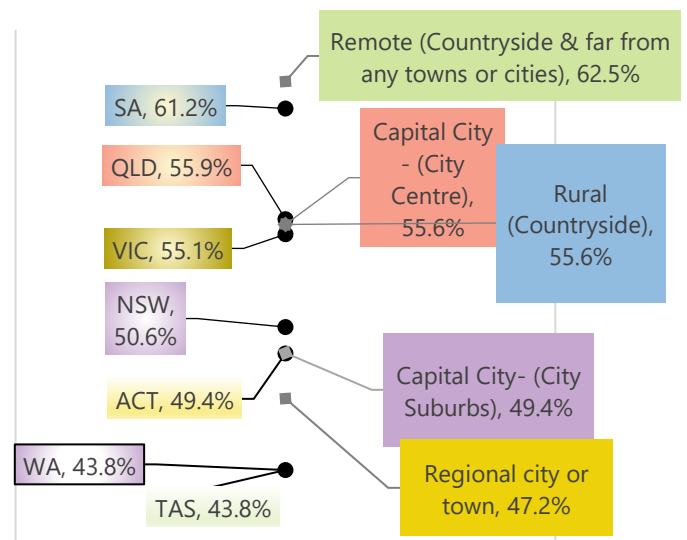 Remote (Countryside & far from
any towns or cities), 62.5%
SA, 61.2%
QLD, 55.9%
Capital City
- (City
Centre),
55.6%
Rural
(Countryside),
55.6%
VIC, 55.1%
NSW,
50.6%
ACT, 49.4%
Capital City- (City
Suburbs), 49.4%
WA, 43.8%
TAS, 43.8%
Regional city or
town, 47.2%